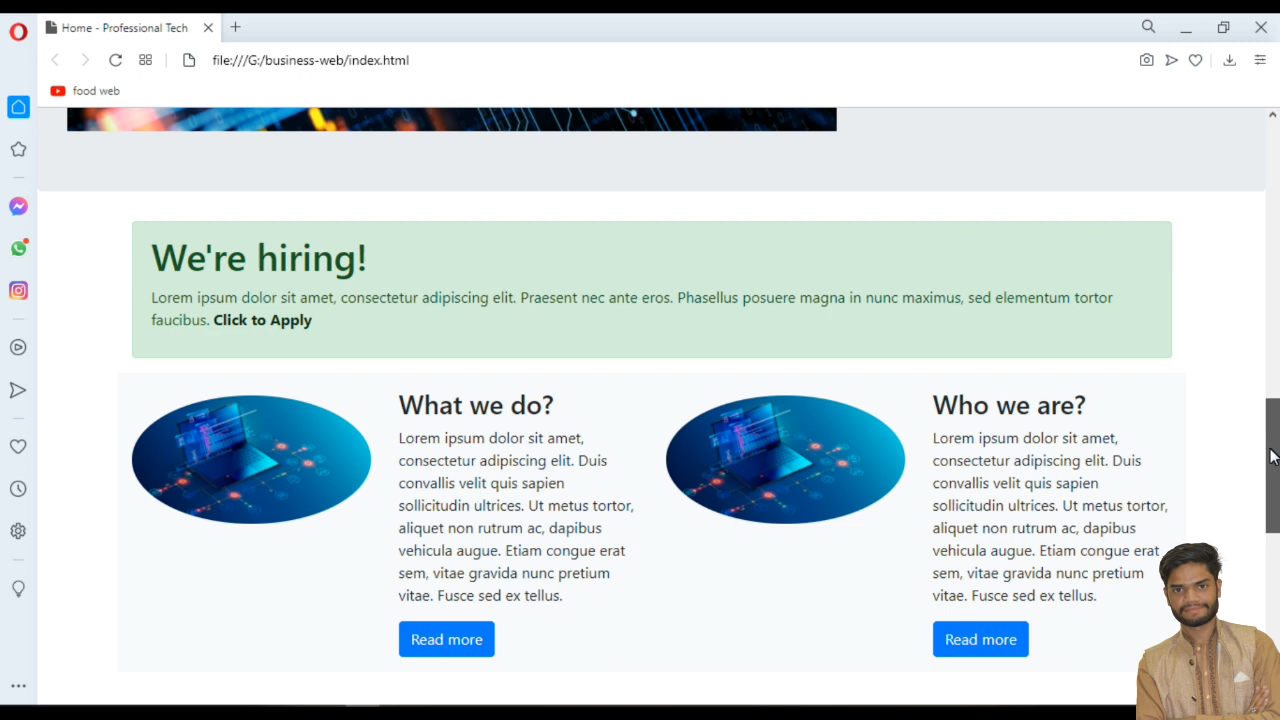 Home - Professional Tech
file:///G:/business-web/index.html
food web
We're hiring!
Lorem ipsum dolor sit amet, consectetur adipiscing elit. Praesent nec ante eros. Phasellus posuere magna in nunc maximus, sed elementum tortor
faucibus. Click to Apply
What we do?
Lorem ipsum dolor sit amet,
consectetur adipiscing elit. Duis
convallis velit quis sapien
sollicitudin ultrices. Ut metus tortor,
aliquet non rutrum ac, dapibus
vehicula augue. Etiam congue erat
sem, vitae gravida nunc pretium
vitae. Fusce sed ex tellus.
Read more
Who we are?
Lorem ipsum dolor sit amet,
consectetur adipiscing elit. Duis
convallis velit quis sapien
sollicitudin ultrices. Ut metus tortor,
aliquet non rutrum ac, dapibus
vehicula augue. Etiam congue erat
sem, vitae gravida nunc pretium
vitae. Fusce sed ex tellus.
Read more